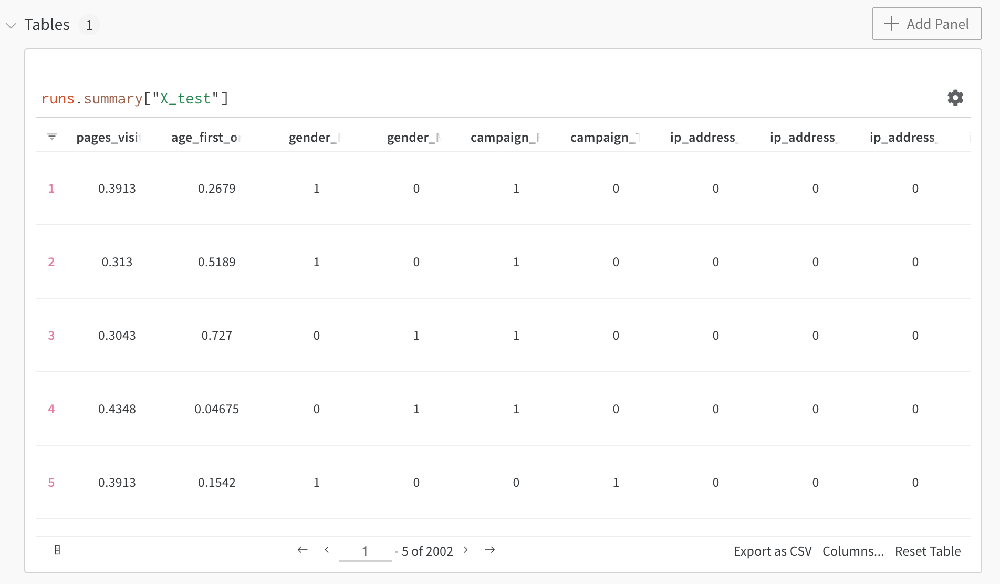 Tables 1
+ Add Panel
runs.summary["X_test"]
pages_visi age_first_o gender_ gender_ campaign_ campaign_ ip_address_ ip_address_ ip_address_
1 0.3913 0.2679 1 0 1 0 0 0 0
2 0.313 0.5189 1 0 1 0 0 0 0
3 0.3043 0.727 0 1 1 0 0 0 0
4 0.4348 0.04675 0 1 1 0 0 0 0
5 0.3913 0.1542 1 0 0 1 0 0 0
1 - 5 of 2002
Export as CSV Columns... Reset Table